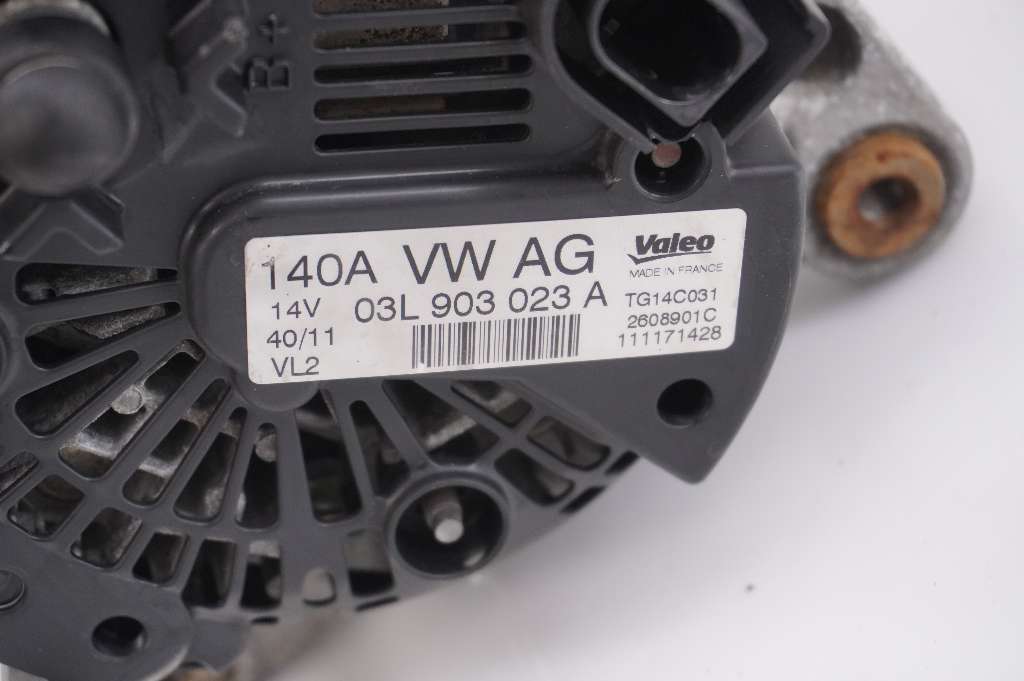 B+
140A VW AG Valeo
MADE IN FRANCE
14V 03L 903 023 A TG14C031
40/11 2608901C
VL2 111171428